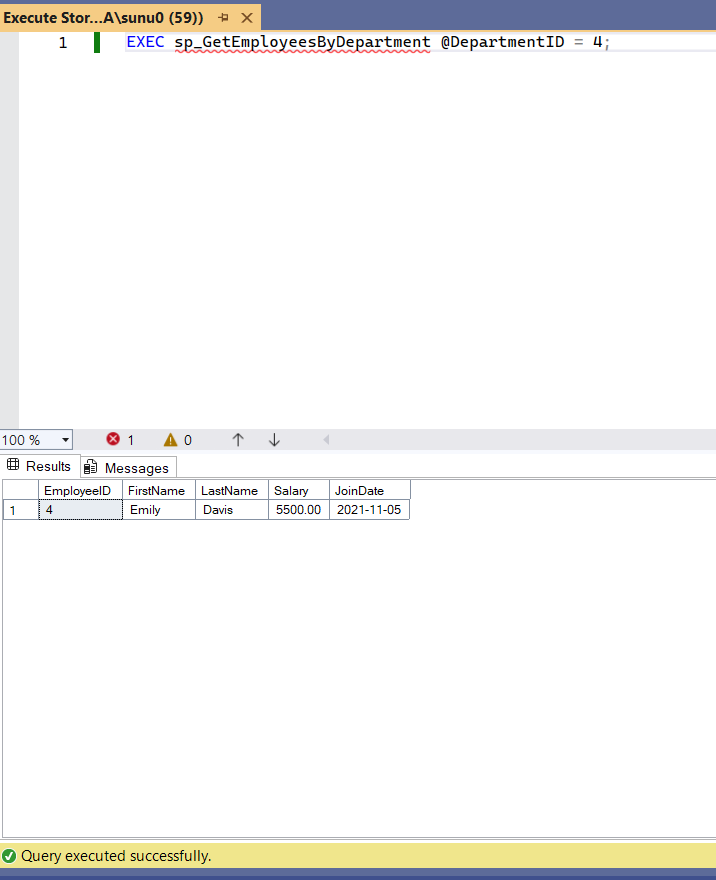 Execute Stor...A\sunu0 (59))
1 EXEC sp_GetEmployeesByDepartment @DepartmentID = 4;
100 % 1 0
Results Messages
EmployeeID FirstName LastName Salary JoinDate
1 4 Emily Davis 5500.00 2021-11-05
Query executed successfully.